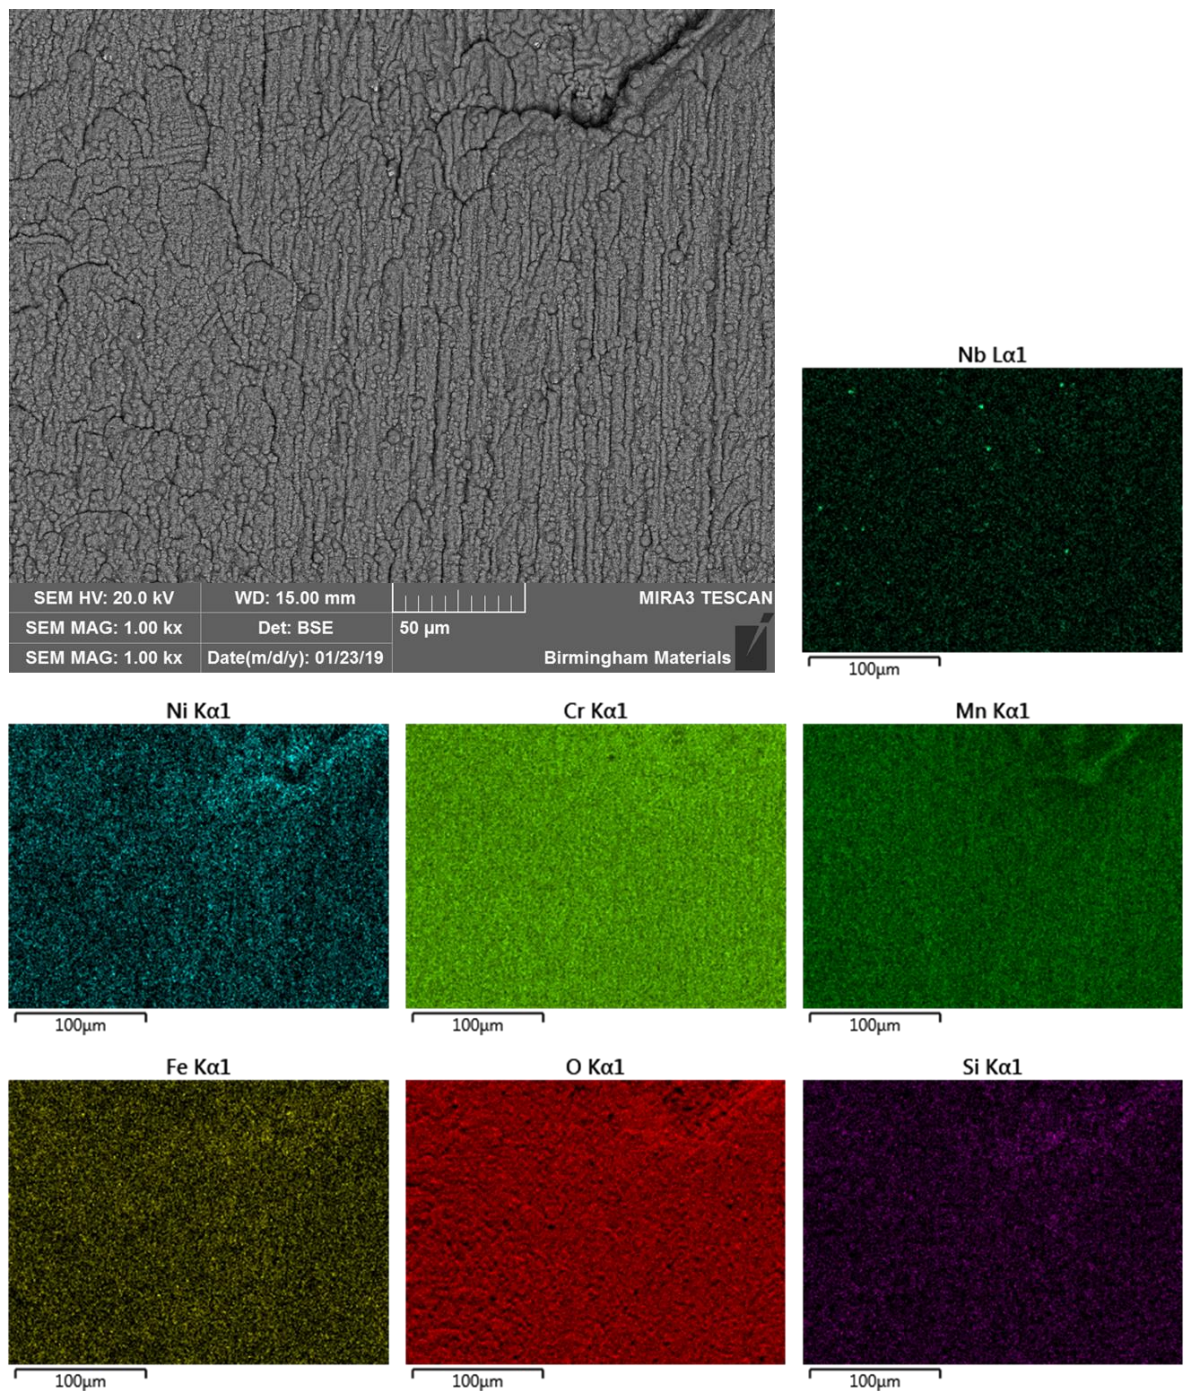 SEM HV: 20.0 kV
WD: 15.00 mm
MIRA3 TESCAN
SEM MAG: 1.00 kx
Det: BSE
50 µm
SEM MAG: 1.00 kx
Date(m/d/y): 01/23/19
Birmingham Materials
Nb Lα1
100µm
Ni Kα1
Cr Kα1
Mn Kα1
100µm
100µm
100µm
Fe Kα1
O Kα1
Si Kα1
100µm
100µm
100µm